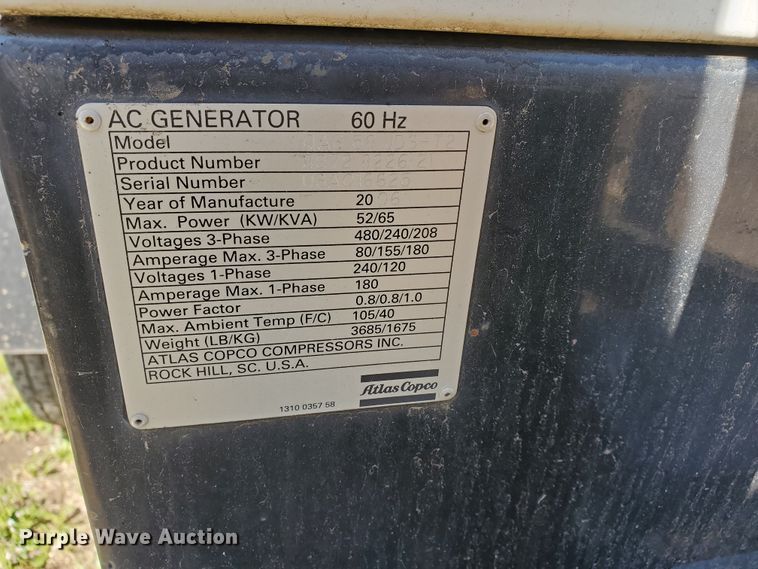 AC GENERATOR 60 Hz
Model
Product Number
Serial Number
Year of Manufacture 2006
Max. Power (KW/KVA) 52/65
Voltages 3-Phase 480/240/208
Amperage Max. 3-Phase 80/155/180
Voltages 1-Phase 240/120
Amperage Max. 1-Phase 180
Power Factor 0.8/0.8/1.0
Max. Ambient Temp (F/C) 105/40
Weight (LB/KG) 3685/1675
ATLAS COPCO COMPRESSORS INC.
ROCK HILL, SC. U.S.A.
Atlas Copco
1310 0357 58
Purple Wave Auction®